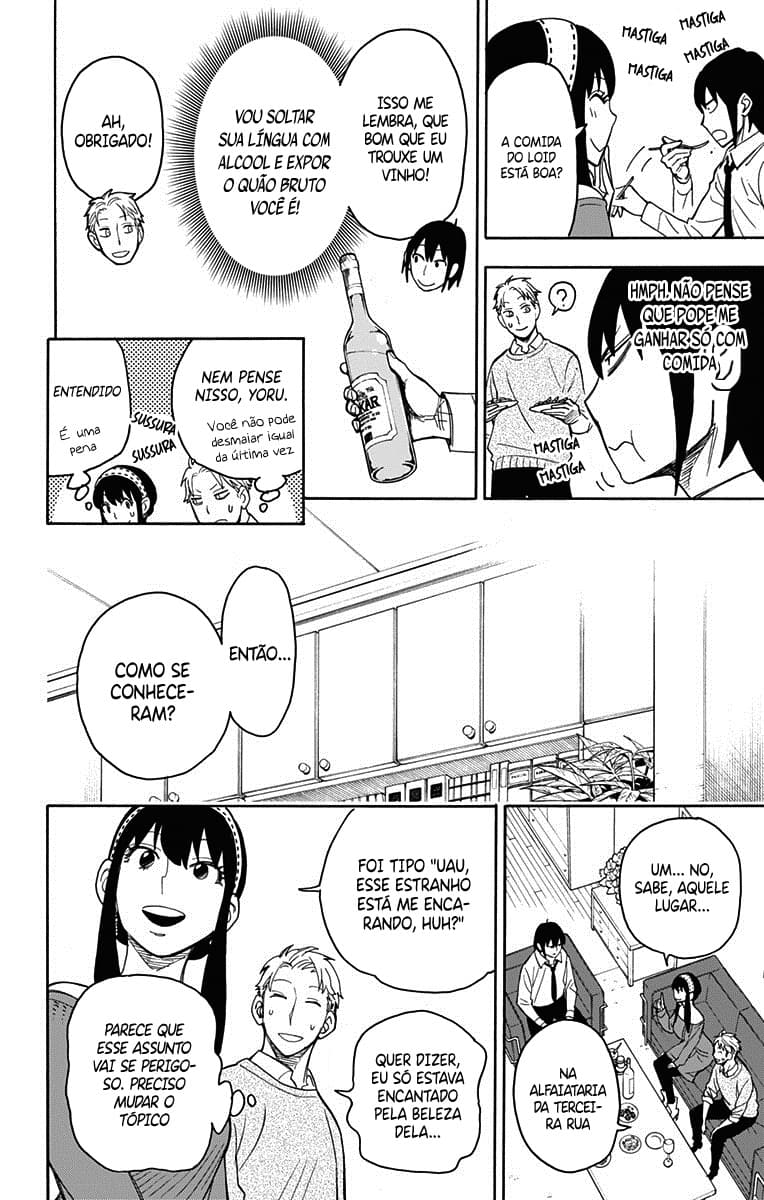 MASTIGA
MASTIGA
MASTIGA
MASTIGA
A COMIDA
DO LOID
ESTÁ BOA?
HMPH. NÃO PENSE
QUE PODE ME
GANHAR SÓ COM
COMIDA
?
MASTIGA
MASTIGA
ISSO ME
LEMBRA, QUE
BOM QUE EU
TROUXE UM
VINHO!
VOU SOLTAR
SUA LÍNGUA COM
ALCOOL E EXPOR
O QUÃO BRUTO
VOCÊ É!
AH,
OBRIGADO!
XAR
NEM PENSE
NISSO, YORU.
Você não pode
desmaiar igual
da última vez
SUSSURA
SUSSURA
ENTENDIDO
É uma
pena
ENTÃO...
COMO SE
CONHECE-
RAM?
UM... NO,
SABE, AQUELE
LUGAR...
NA
ALFAIATARIA
DA TERCEI-
RA RUA
FOI TIPO "UAU,
ESSE ESTRANHO
ESTÁ ME ENCA-
RANDO, HUH?"
QUER DIZER,
EU SÓ ESTAVA
ENCANTADO
PELA BELEZA
DELA...
PARECE QUE
ESSE ASSUNTO
VAI SE PERIGO-
SO. PRECISO
MUDAR O
TÓPICO